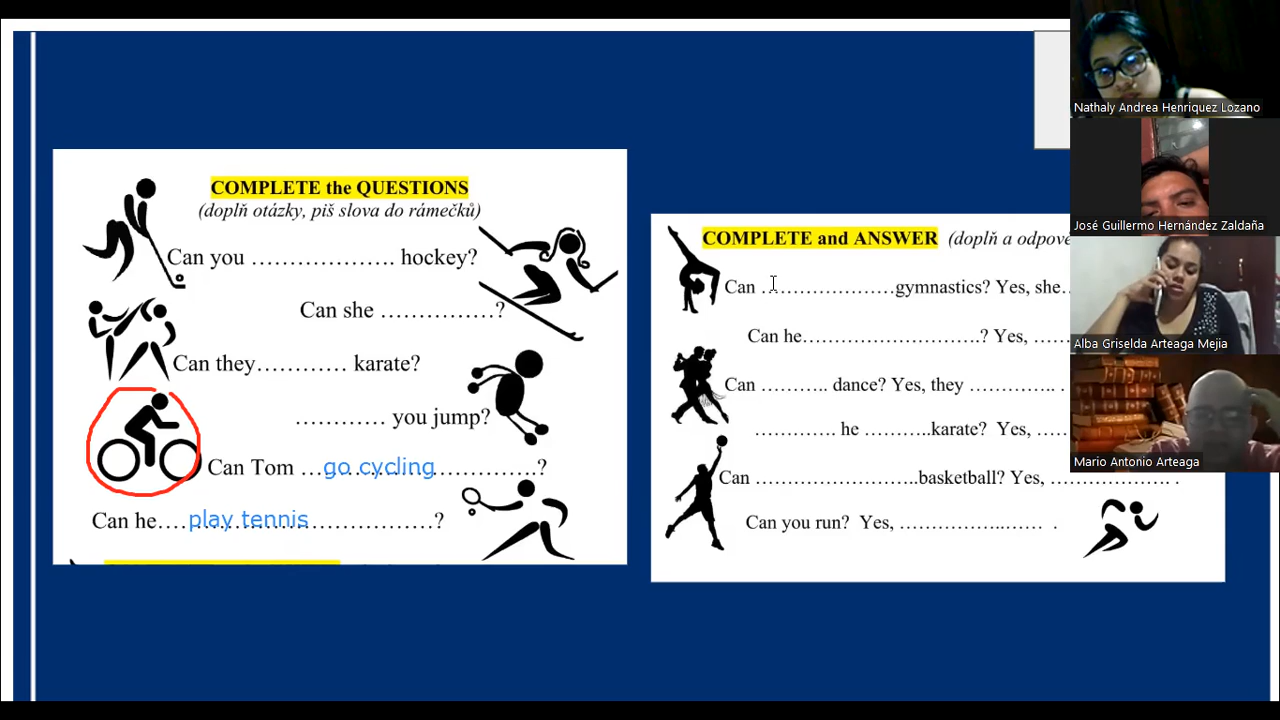 COMPLETE the QUESTIONS
(doplň otázky, piš slova do rámečků)
Can you ………………. hockey?
Can she ……………?
Can they………… karate?
………… you jump?
Can Tom …go cycling………………?
Can he….play tennis………………?
COMPLETE and ANSWER (doplň a odpově
Can …………………gymnastics? Yes, she…
Can he……………………….? Yes, ……
Can ……….. dance? Yes, they ………….. .
…………. he ………..karate? Yes, …..
Can …………………….basketball? Yes, ………………… .
Can you run? Yes, ……………..…… .
Nathaly Andrea Henriquez Lozano
José Guillermo Hernández Zaldaña
Alba Griselda Arteaga Mejia
Mario Antonio Arteaga